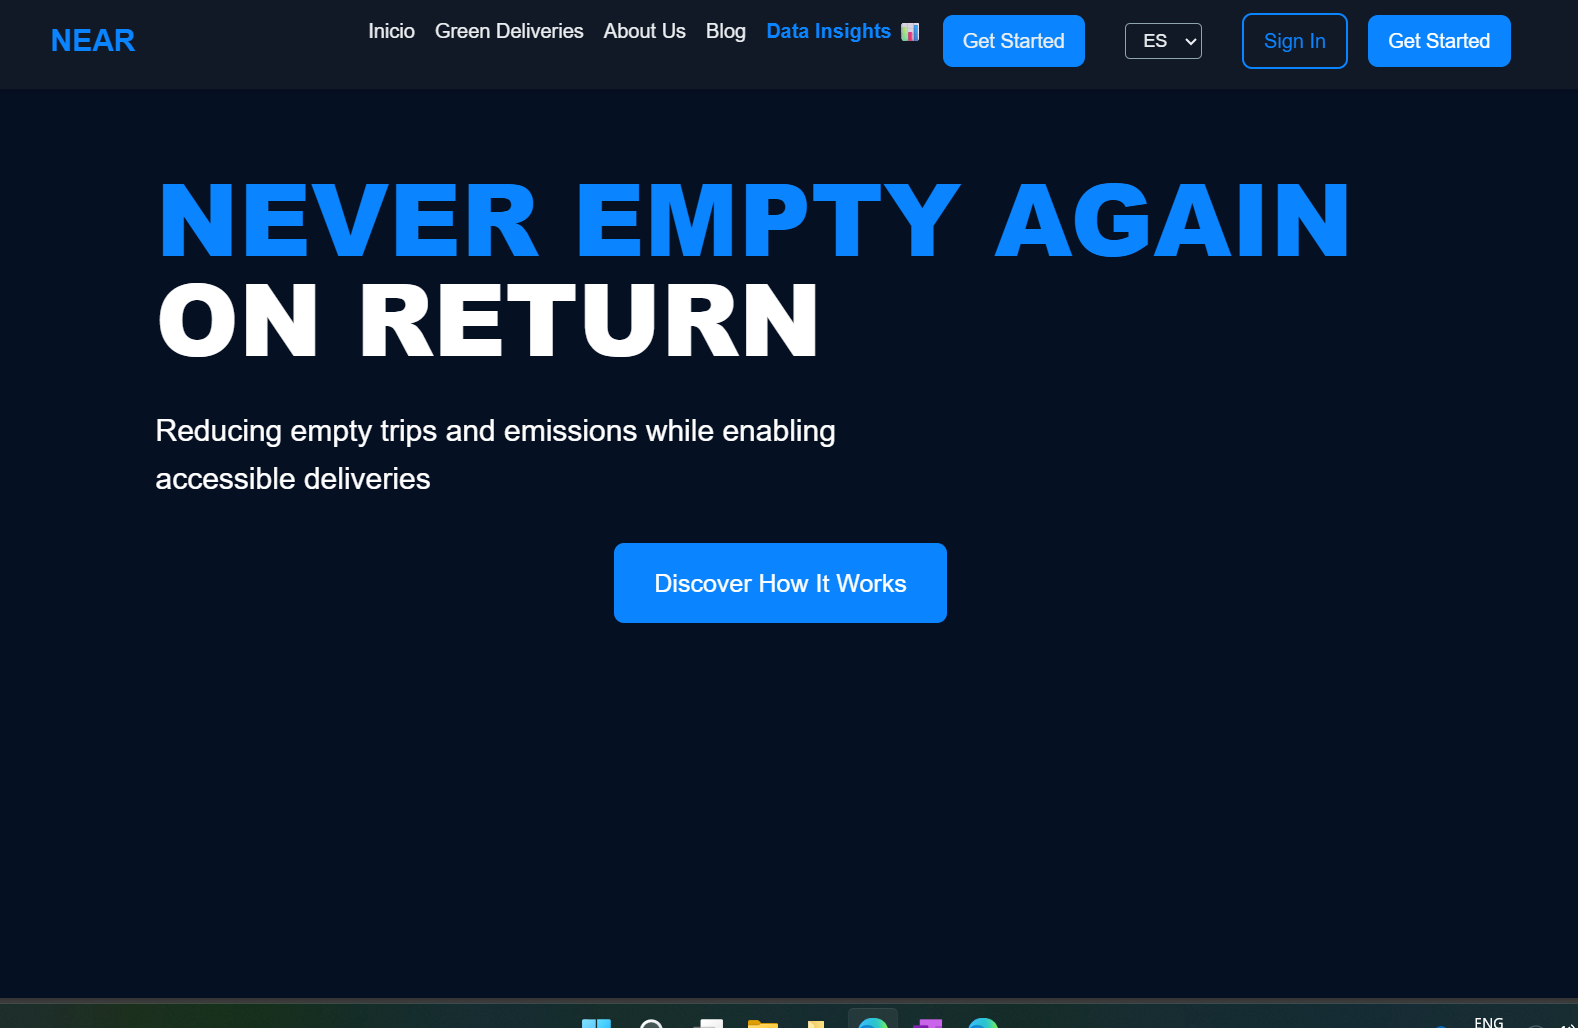 NEAR
Inicio Green Deliveries About Us Blog Data Insights Get Started ES Sign In Get Started
NEVER EMPTY AGAIN
ON RETURN
Reducing empty trips and emissions while enabling
accessible deliveries
Discover How It Works
ENG